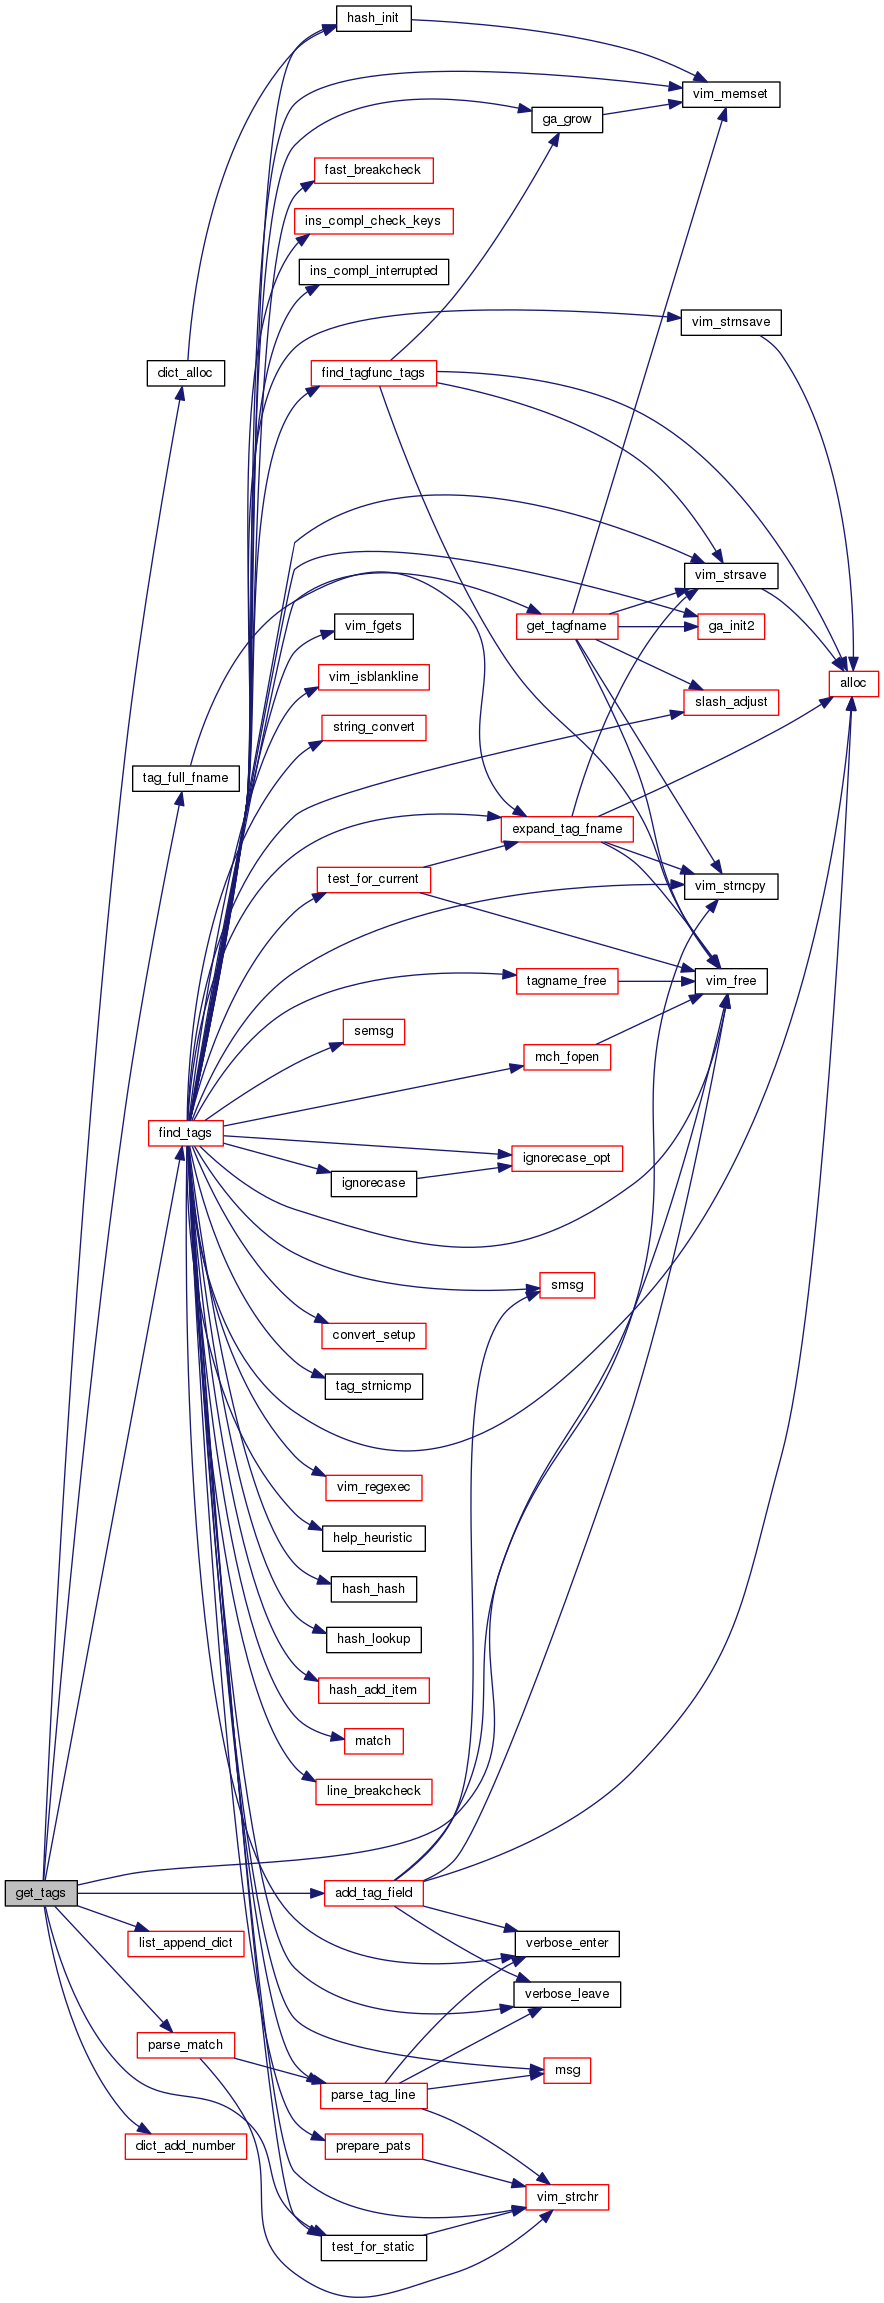 hash_init
vim_memset
ga_grow
fast_breakcheck
ins_compl_check_keys
ins_compl_interrupted
vim_strnsave
dict_alloc
find_tagfunc_tags
vim_strsave
get_tagfname
ga_init2
vim_fgets
vim_isblankline
alloc
slash_adjust
string_convert
tag_full_fname
expand_tag_fname
test_for_current
vim_strncpy
tagname_free
vim_free
semsg
mch_fopen
find_tags
ignorecase_opt
ignorecase
smsg
convert_setup
tag_strnicmp
vim_regexec
help_heuristic
hash_hash
hash_lookup
hash_add_item
match
line_breakcheck
get_tags
add_tag_field
list_append_dict
verbose_enter
verbose_leave
parse_match
msg
parse_tag_line
dict_add_number
prepare_pats
vim_strchr
test_for_static